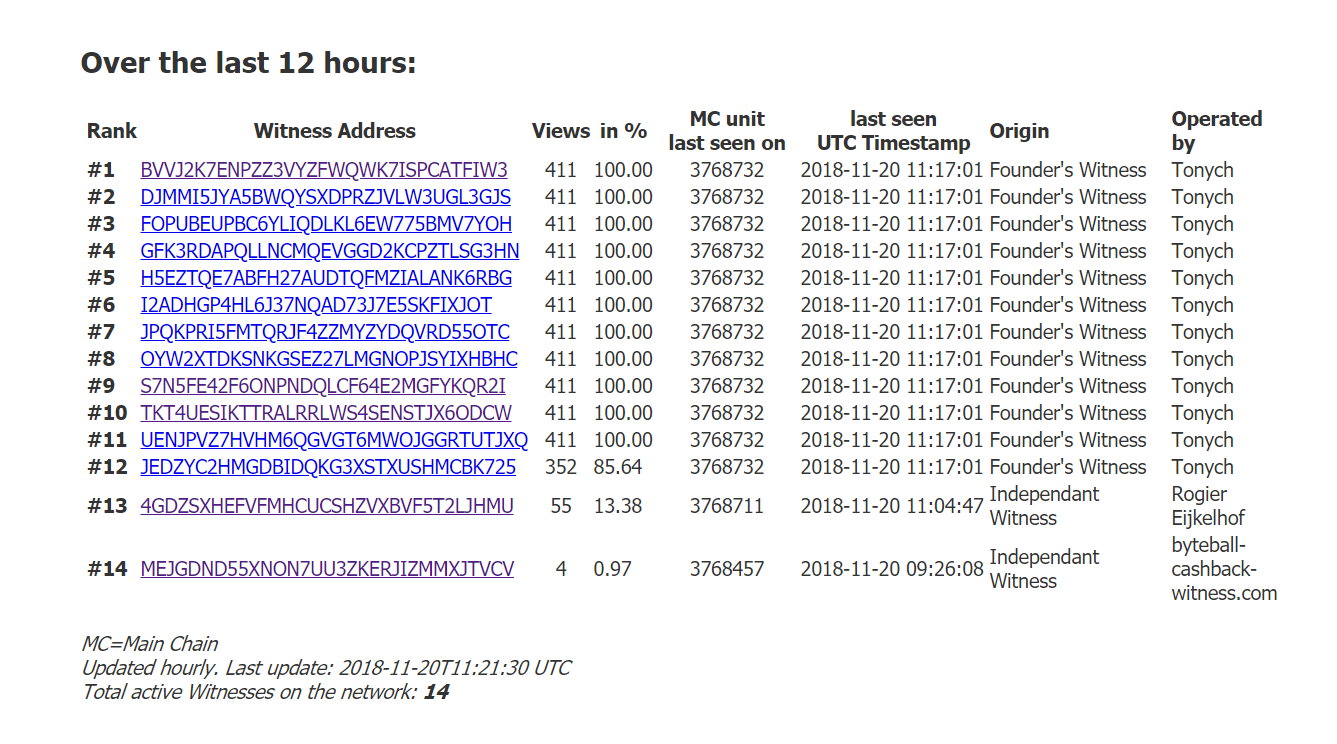 Over the last 12 hours:
Rank Witness Address Views in % MC unit last seen on last seen UTC Timestamp Origin Operated by
#1 BVVJ2K7ENPZZ3VYZFWQWK7ISPCATFIW3 411 100.00 3768732 2018-11-20 11:17:01 Founder's Witness Tonych
#2 DJMMI5JYA5BWQYSXDPRZJVLW3UGL3GJS 411 100.00 3768732 2018-11-20 11:17:01 Founder's Witness Tonych
#3 FOPUBEUPBC6YLIQDLKL6EW775BMV7YOH 411 100.00 3768732 2018-11-20 11:17:01 Founder's Witness Tonych
#4 GFK3RDAPQLLNCMQEVGGD2KCPZTLSG3HN 411 100.00 3768732 2018-11-20 11:17:01 Founder's Witness Tonych
#5 H5EZTQE7ABFH27AUDTQFMZIALANK6RBG 411 100.00 3768732 2018-11-20 11:17:01 Founder's Witness Tonych
#6 I2ADHGP4HL6J37NQAD73J7E5SKFIXJOT 411 100.00 3768732 2018-11-20 11:17:01 Founder's Witness Tonych
#7 JPQKPRI5FMTQRJF4ZZMYZYDQVRD55OTC 411 100.00 3768732 2018-11-20 11:17:01 Founder's Witness Tonych
#8 OYW2XTDKSNKGSEZ27LMGNOPJSYIXHBHC 411 100.00 3768732 2018-11-20 11:17:01 Founder's Witness Tonych
#9 S7N5FE42F6ONPNDQLCF64E2MGFYKQR2I 411 100.00 3768732 2018-11-20 11:17:01 Founder's Witness Tonych
#10 TKT4UESIKTTRALRRLWS4SENSTJX6ODCW 411 100.00 3768732 2018-11-20 11:17:01 Founder's Witness Tonych
#11 UENJPVZ7HVHM6QGVGT6MWOJGGRTUTJXQ 411 100.00 3768732 2018-11-20 11:17:01 Founder's Witness Tonych
#12 JEDZYC2HMGDBIDQKG3XSTXUSHMCBK725 352 85.64 3768732 2018-11-20 11:17:01 Founder's Witness Tonych
#13 4GDZSXHEFVFMHCUCSHZVXBVF5T2LJHMU 55 13.38 3768711 2018-11-20 11:04:47 Independant Witness Rogier Eijkelhof
#14 MEJGDND55XNON7UU3ZKERJIZMMXJTVCV 4 0.97 3768457 2018-11-20 09:26:08 Independant Witness byteball-cashback-witness.com
MC=Main Chain
Updated hourly. Last update: 2018-11-20T11:21:30 UTC
Total active Witnesses on the network: 14